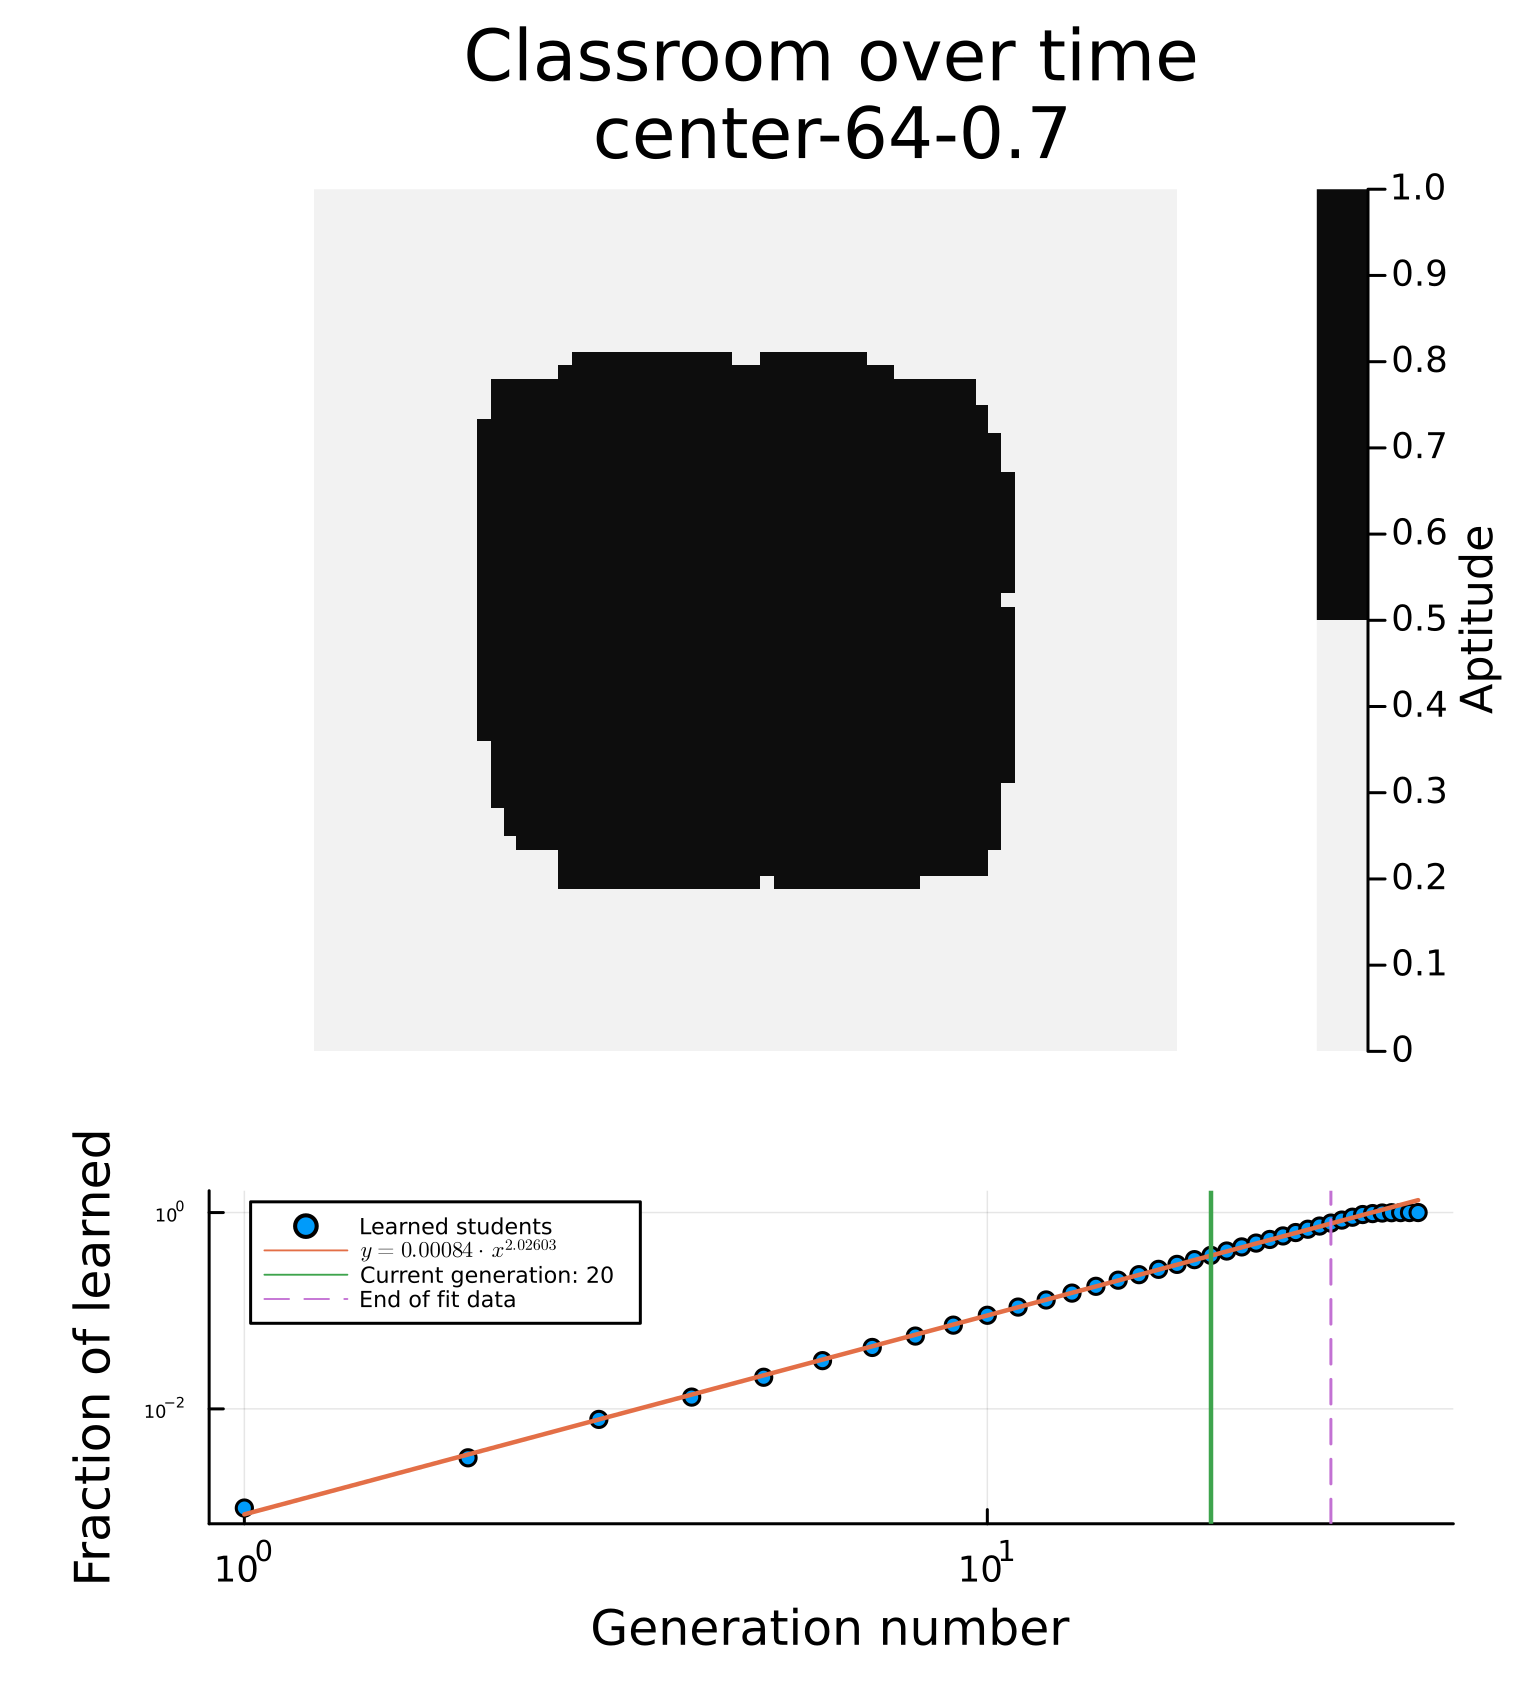 Classroom over time
center-64-0.7
1.0
0.9
0.8
0.7
0.6
0.5
0.4
0.3
0.2
0.1
0
Aptitude
Fraction of learned
10⁰
10⁻²
Learned students
y = 0.00084 · x^2.02603
Current generation: 20
End of fit data
10⁰
10¹
Generation number